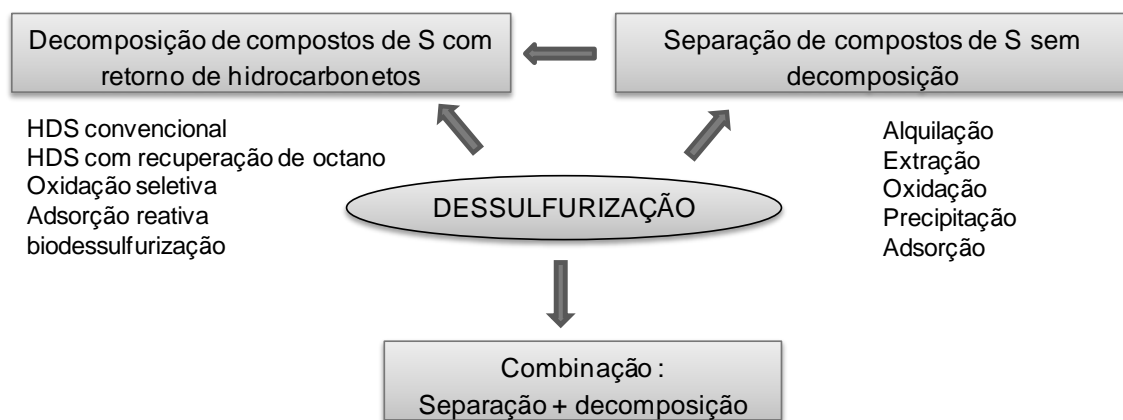 Decomposição de compostos de S com
retorno de hidrocarbonetos
Separação de compostos de S sem
decomposição
HDS convencional
HDS com recuperação de octano
Oxidação seletiva
Adsorção reativa
biodessulfurização
Alquilação
Extração
Oxidação
Precipitação
Adsorção
DESSULFURIZAÇÃO
Combinação :
Separação + decomposição